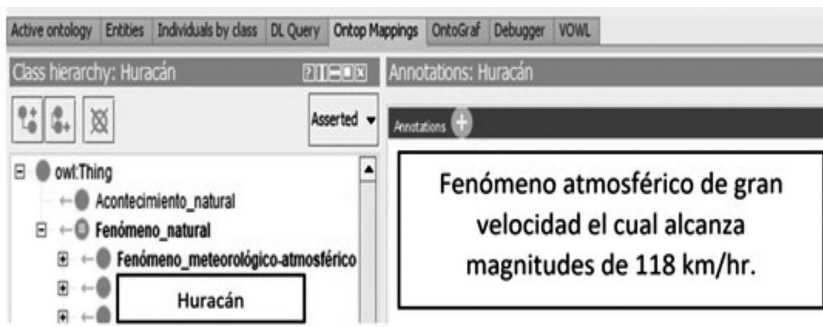 Active ontology Entities Individuals by class DL Query Ontop Mappings OntoGraf Debugger VOWL
Class hierarchy: Huracán
Annotations: Huracán
Asserted
Annotations
owl:Thing
Acontecimiento_natural
Fenómeno_natural
Fenómeno_meteorológico-atmosférico
Huracán
Fenómeno atmosférico de gran
velocidad el cual alcanza
magnitudes de 118 km/hr.